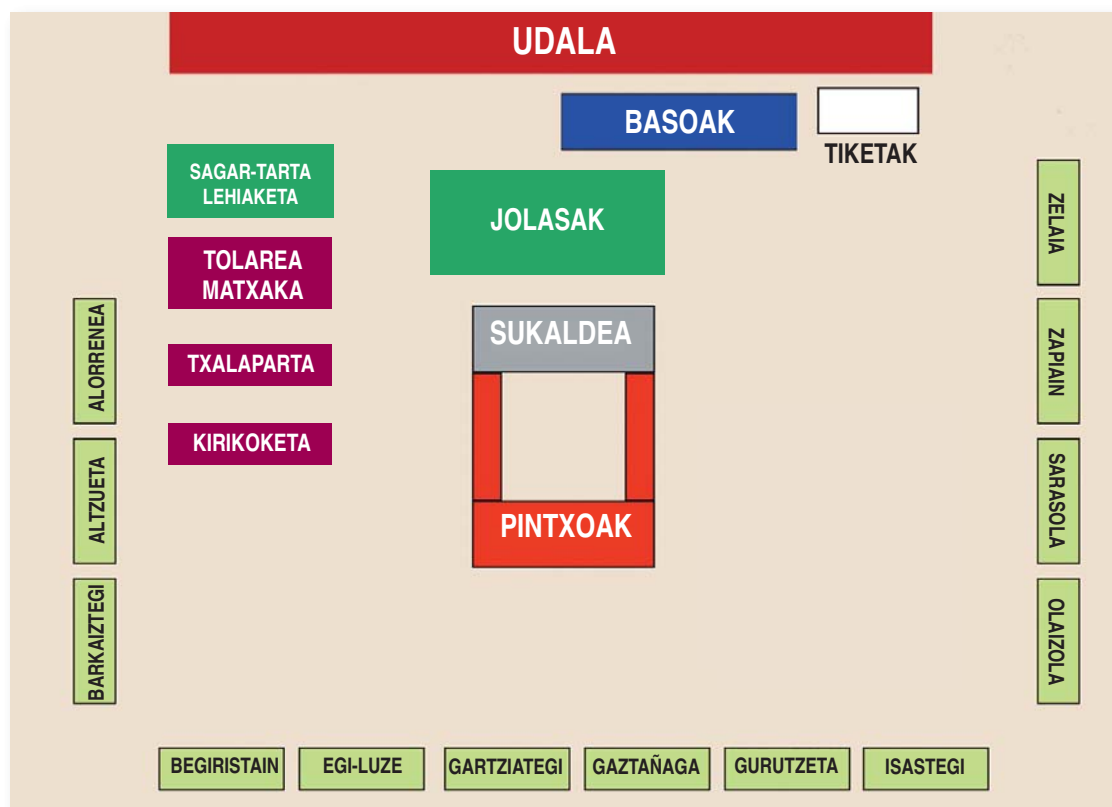 UDALA
BASOAK
TIKETAK
SAGAR-TARTA
LEHIAKETA
JOLASAK
TOLAREA
MATXAKA
SUKALDEA
TXALAPARTA
KIRIKOKETA
PINTXOAK
ALORRENEA
ALTZUETA
BARKAIZTEGI
ZELAIA
ZAPIAIN
SARASOLA
OLAIZOLA
BEGIRISTAIN
EGI-LUZE
GARTZIATEGI
GAZTAÑAGA
GURUTZETA
ISASTEGI